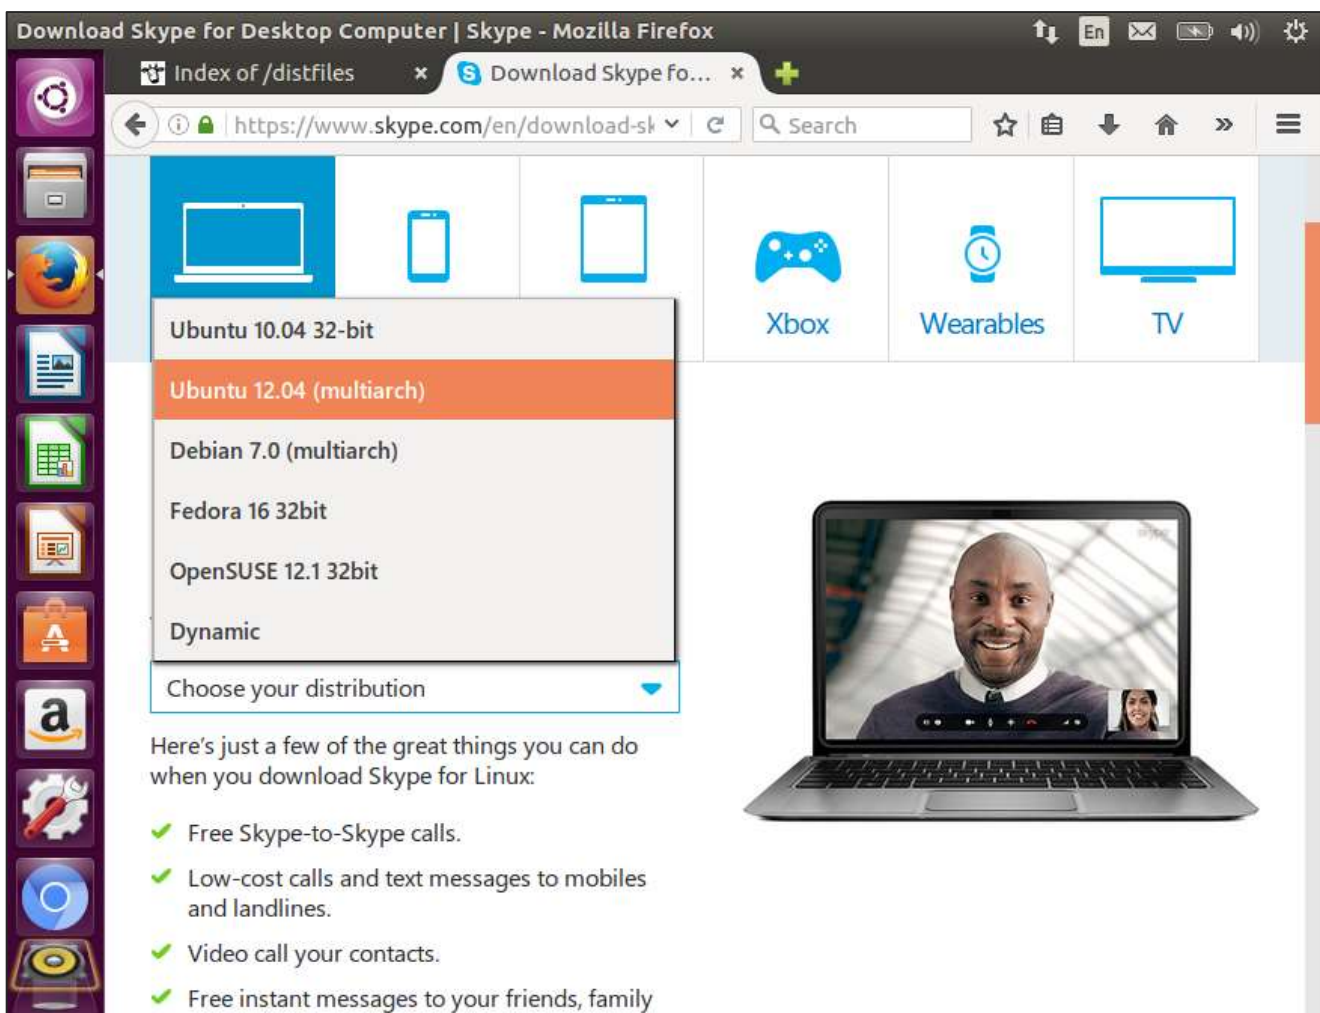 Download Skype for Desktop Computer | Skype - Mozilla Firefox
En
Index of /distfiles
Download Skype fo...
https://www.skype.com/en/download-sk
Search
Xbox
Wearables
TV
Ubuntu 10.04 32-bit
Ubuntu 12.04 (multiarch)
Debian 7.0 (multiarch)
Fedora 16 32bit
OpenSUSE 12.1 32bit
Dynamic
Choose your distribution
Here's just a few of the great things you can do
when you download Skype for Linux:
Free Skype-to-Skype calls.
Low-cost calls and text messages to mobiles
and landlines.
Video call your contacts.
Free instant messages to your friends, family
skype
a